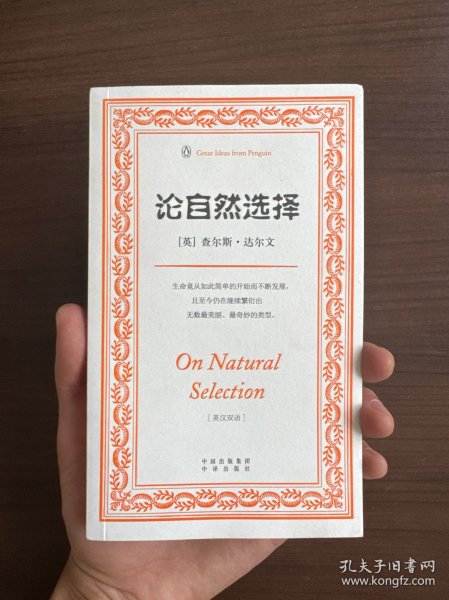 Great Ideas from Penguin
论自然选择
[英] 查尔斯·达尔文
生命竟从如此简单的开始而不断发展,
且至今仍在继续繁衍出
无数最美丽、最奇妙的类型。
On Natural
Selection
[英汉双语]
中国出版集团
中译出版社
孔夫子旧书网
www.kongfz.com